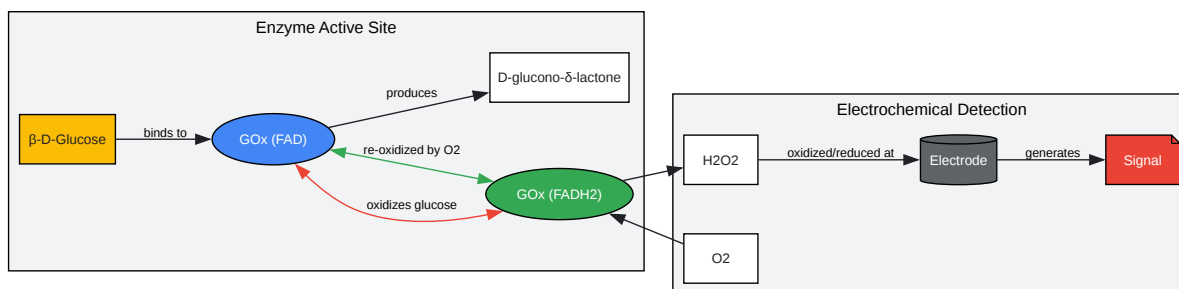 Enzyme Active Site
β-D-Glucose
binds to
GOx (FAD)
produces
D-glucono-δ-lactone
re-oxidized by O2
oxidizes glucose
GOx (FADH2)
Electrochemical Detection
H2O2
oxidized/reduced at
Electrode
generates
Signal
O2